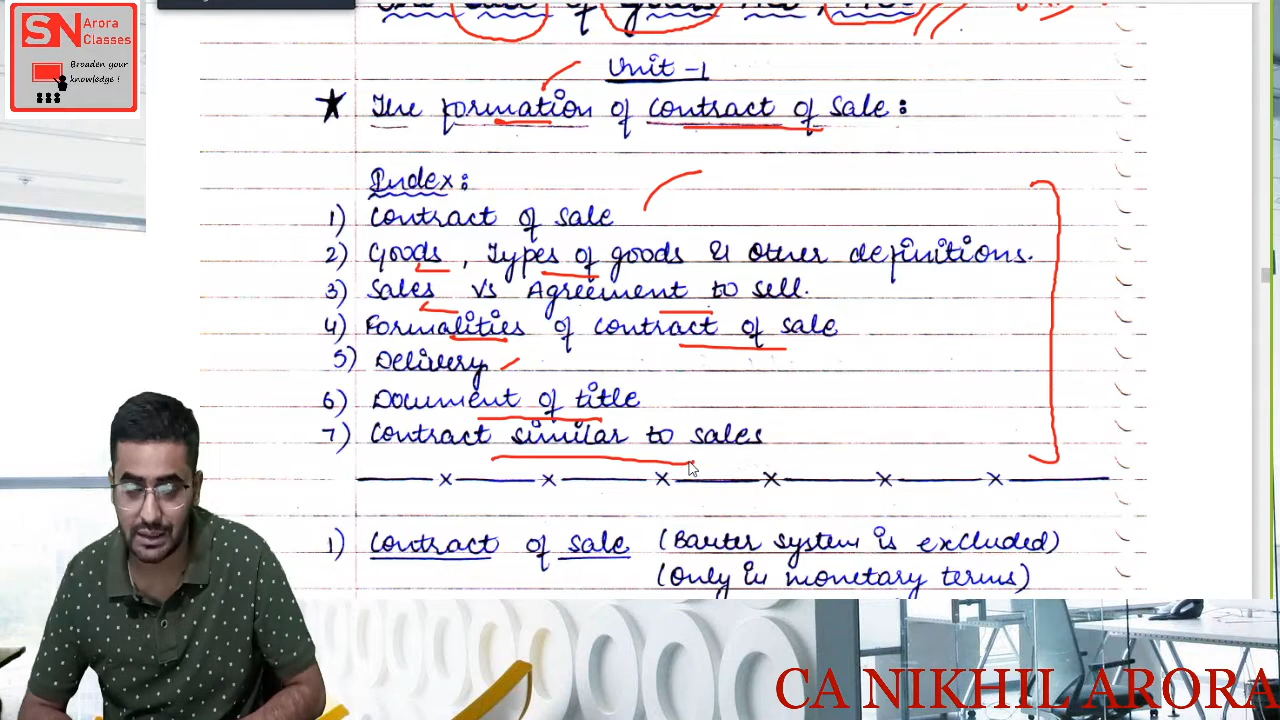 SN Arora Classes
Broaden your knowledge !
of goods Act,
Unit -1
★ The formation of contract of Sale :
Index :
1) Contract of Sale
2) Goods , Types of goods & Other definitions.
3) Sales Vs Agreement to sell.
4) Formalities of contract of sale
5) Delivery
6) Document of title
7) Contract similar to sales
1) Contract of sale (Barter system is excluded)
(Only in monetary terms)
CA NIKHIL ARORA